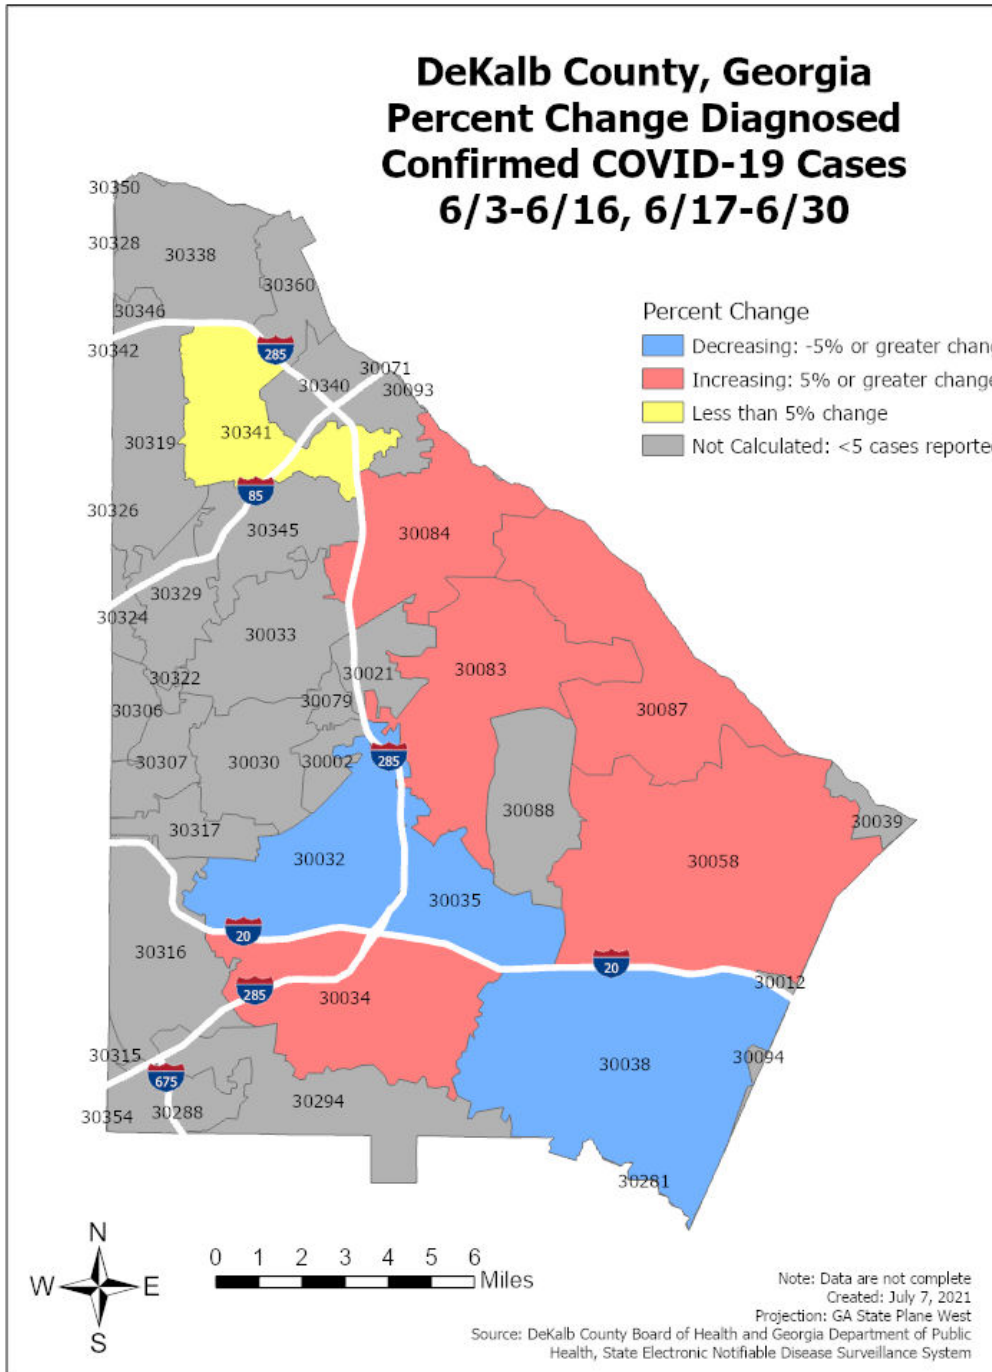 DeKalb County, Georgia
Percent Change Diagnosed
Confirmed COVID-19 Cases
6/3-6/16, 6/17-6/30
30350
30328
30338
30360
30346
Percent Change
30342
285
Decreasing: -5% or greater chang
30071
30340
30093
Increasing: 5% or greater change
30319
30341
Less than 5% change
Not Calculated: <5 cases reporte
85
30326
30345
30084
30329
30324
30033
30322
30021
30083
30306
30079
30087
30307
30030
30002
285
30317
30088
30039
30032
30058
30035
20
30316
20
285
30034
30012
30315
30094
675
30038
30354
30288
30294
30281
N
W
E
S
0 1 2 3 4 5 6
Miles
Note: Data are not complete
Created: July 7, 2021
Projection: GA State Plane West
Source: DeKalb County Board of Health and Georgia Department of Public
Health, State Electronic Notifiable Disease Surveillance System